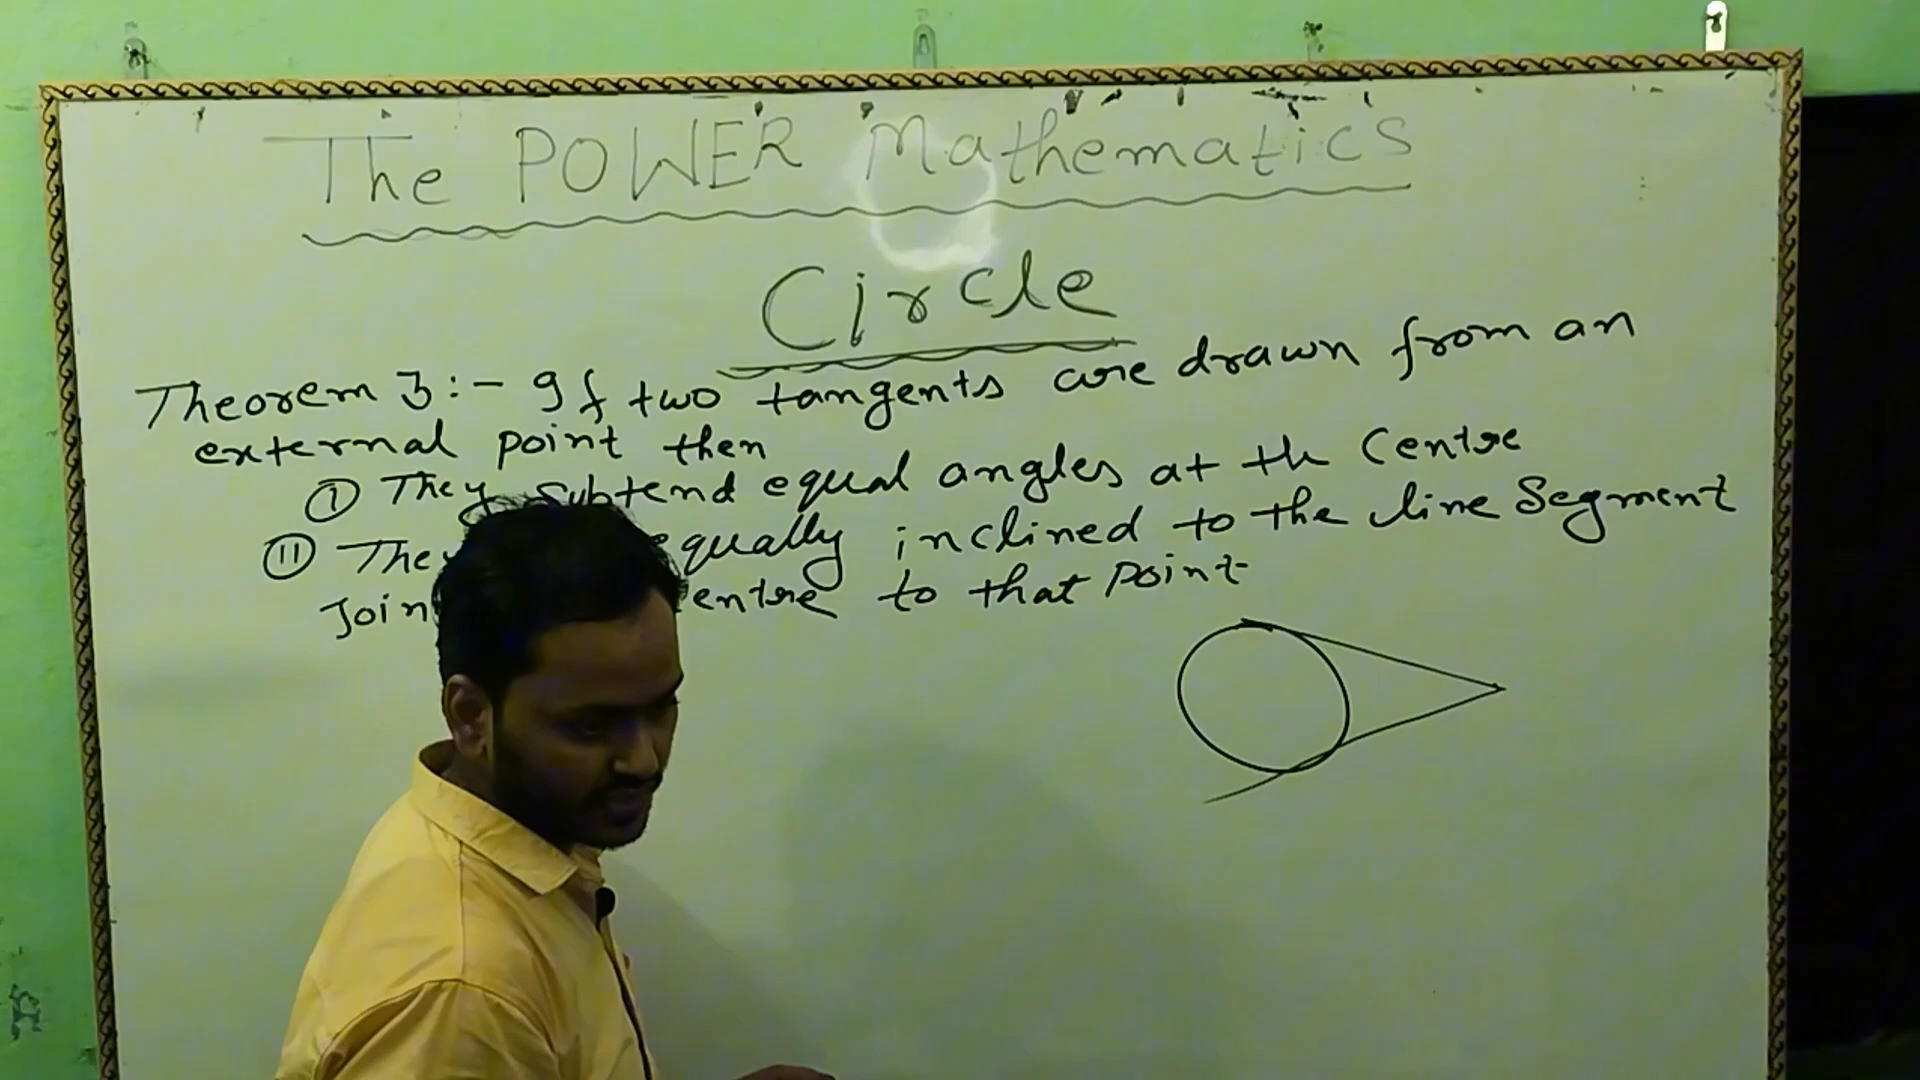 The POWER Mathematics
Circle
Theorem 3:- If two tangents are drawn from an
external point then
(I) They subtend equal angles at th Centre
(II) The equally inclined to the line Segment
Join entre to that Point